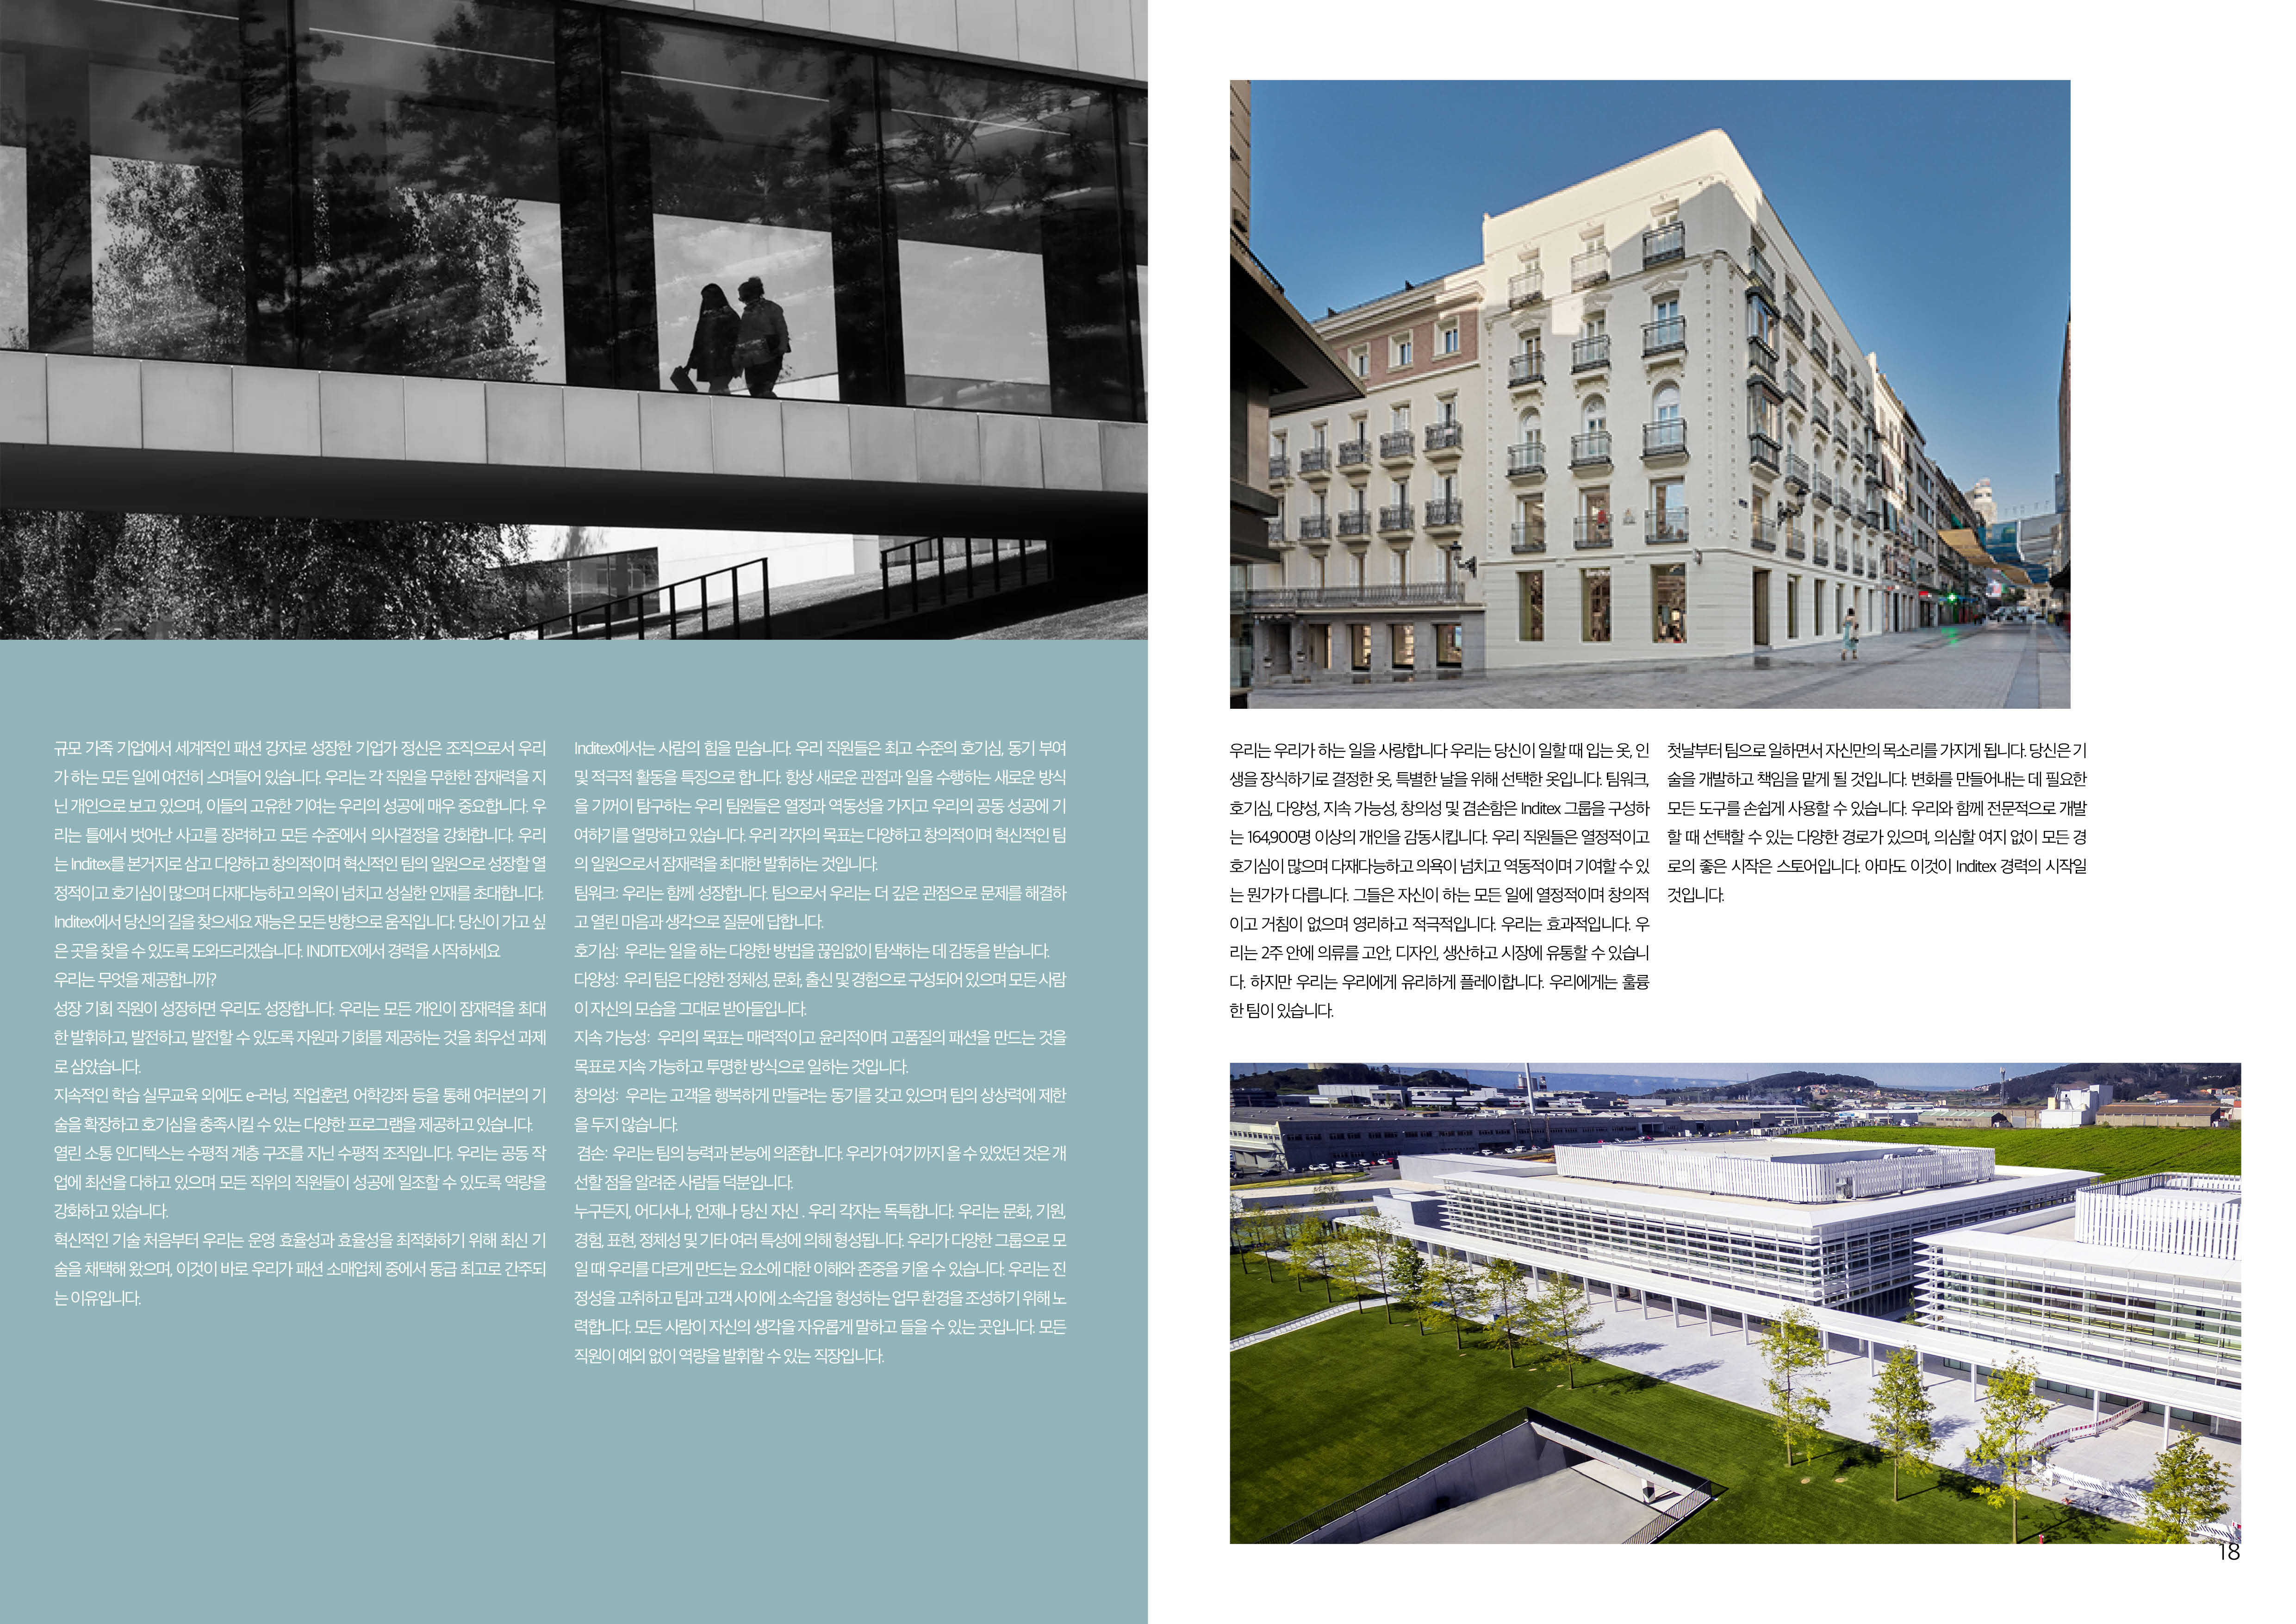 규모 가족 기업에서 세계적인 패션 강자로 성장한 기업가 정신은 조직으로서 우리
가 하는 모든 일에 여전히 스며들어 있습니다. 우리는 각 직원을 무한한 잠재력을 지
닌 개인으로 보고 있으며, 이들의 고유한 기여는 우리의 성공에 매우 중요합니다. 우
리는 틀에서 벗어난 사고를 장려하고 모든 수준에서 의사결정을 강화합니다. 우리
는 Inditex를 본거지로 삼고 다양하고 창의적이며 혁신적인 팀의 일원으로 성장할 열
정적이고 호기심이 많으며 다재다능하고 의욕이 넘치고 성실한 인재를 초대합니다.
Inditex에서 당신의 길을 찾으세요 재능은 모든 방향으로 움직입니다. 당신이 가고 싶
은 곳을 찾을 수 있도록 도와드리겠습니다. INDITEX에서 경력을 시작하세요
우리는 무엇을 제공합니까?
성장 기회 직원이 성장하면 우리도 성장합니다. 우리는 모든 개인이 잠재력을 최대
한 발휘하고, 발전하고, 발전할 수 있도록 자원과 기회를 제공하는 것을 최우선 과제
로 삼았습니다.
지속적인 학습 실무교육 외에도 e-러닝, 직업훈련, 어학강좌 등을 통해 여러분의 기
술을 확장하고 호기심을 충족시킬 수 있는 다양한 프로그램을 제공하고 있습니다.
열린 소통 인디텍스는 수평적 계층 구조를 지닌 수평적 조직입니다. 우리는 공동 작
업에 최선을 다하고 있으며 모든 직위의 직원들이 성공에 일조할 수 있도록 역량을
강화하고 있습니다.
혁신적인 기술 처음부터 우리는 운영 효율성과 효율성을 최적화하기 위해 최신 기
술을 채택해 왔으며, 이것이 바로 우리가 패션 소매업체 중에서 동급 최고로 간주되
는 이유입니다.
Inditex에서는 사람의 힘을 믿습니다. 우리 직원들은 최고 수준의 호기심, 동기 부여
및 적극적 활동을 특징으로 합니다. 항상 새로운 관점과 일을 수행하는 새로운 방식
을 기꺼이 탐구하는 우리 팀원들은 열정과 역동성을 가지고 우리의 공동 성공에 기
여하기를 열망하고 있습니다. 우리 각자의 목표는 다양하고 창의적이며 혁신적인 팀
의 일원으로서 잠재력을 최대한 발휘하는 것입니다.
팀워크: 우리는 함께 성장합니다. 팀으로서 우리는 더 깊은 관점으로 문제를 해결하
고 열린 마음과 생각으로 질문에 답합니다.
호기심: 우리는 일을 하는 다양한 방법을 끊임없이 탐색하는 데 감동을 받습니다.
다양성: 우리 팀은 다양한 정체성, 문화, 출신 및 경험으로 구성되어 있으며 모든 사람
이 자신의 모습을 그대로 받아들입니다.
지속 가능성: 우리의 목표는 매력적이고 윤리적이며 고품질의 패션을 만드는 것을
목표로 지속 가능하고 투명한 방식으로 일하는 것입니다.
창의성: 우리는 고객을 행복하게 만들려는 동기를 갖고 있으며 팀의 상상력에 제한
을 두지 않습니다.
겸손: 우리는 팀의 능력과 본능에 의존합니다. 우리가 여기까지 올 수 있었던 것은 개
선할 점을 알려준 사람들 덕분입니다.
누구든지, 어디서나, 언제나 당신 자신 . 우리 각자는 독특합니다. 우리는 문화, 기원,
경험, 표현, 정체성 및 기타 여러 특성에 의해 형성됩니다. 우리가 다양한 그룹으로 모
일 때 우리를 다르게 만드는 요소에 대한 이해와 존중을 키울 수 있습니다. 우리는 진
정성을 고취하고 팀과 고객 사이에 소속감을 형성하는 업무 환경을 조성하기 위해 노
력합니다. 모든 사람이 자신의 생각을 자유롭게 말하고 들을 수 있는 곳입니다. 모든
직원이 예외 없이 역량을 발휘할 수 있는 직장입니다.
우리는 우리가 하는 일을 사랑합니다 우리는 당신이 일할 때 입는 옷, 인
생을 장식하기로 결정한 옷, 특별한 날을 위해 선택한 옷입니다. 팀워크,
호기심, 다양성, 지속 가능성, 창의성 및 겸손함은 Inditex 그룹을 구성하
는 164,900명 이상의 개인을 감동시킵니다. 우리 직원들은 열정적이고
호기심이 많으며 다재다능하고 의욕이 넘치고 역동적이며 기여할 수 있
는 뭔가가 다릅니다. 그들은 자신이 하는 모든 일에 열정적이며 창의적
이고 거침이 없으며 영리하고 적극적입니다. 우리는 효과적입니다. 우
리는 2주 안에 의류를 고안, 디자인, 생산하고 시장에 유통할 수 있습니
다. 하지만 우리는 우리에게 유리하게 플레이합니다. 우리에게는 훌륭
한 팀이 있습니다.
첫날부터 팀으로 일하면서 자신만의 목소리를 가지게 됩니다. 당신은 기
술을 개발하고 책임을 맡게 될 것입니다. 변화를 만들어내는 데 필요한
모든 도구를 손쉽게 사용할 수 있습니다. 우리와 함께 전문적으로 개발
할 때 선택할 수 있는 다양한 경로가 있으며, 의심할 여지 없이 모든 경
로의 좋은 시작은 스토어입니다. 아마도 이것이 Inditex 경력의 시작일
것입니다.
18